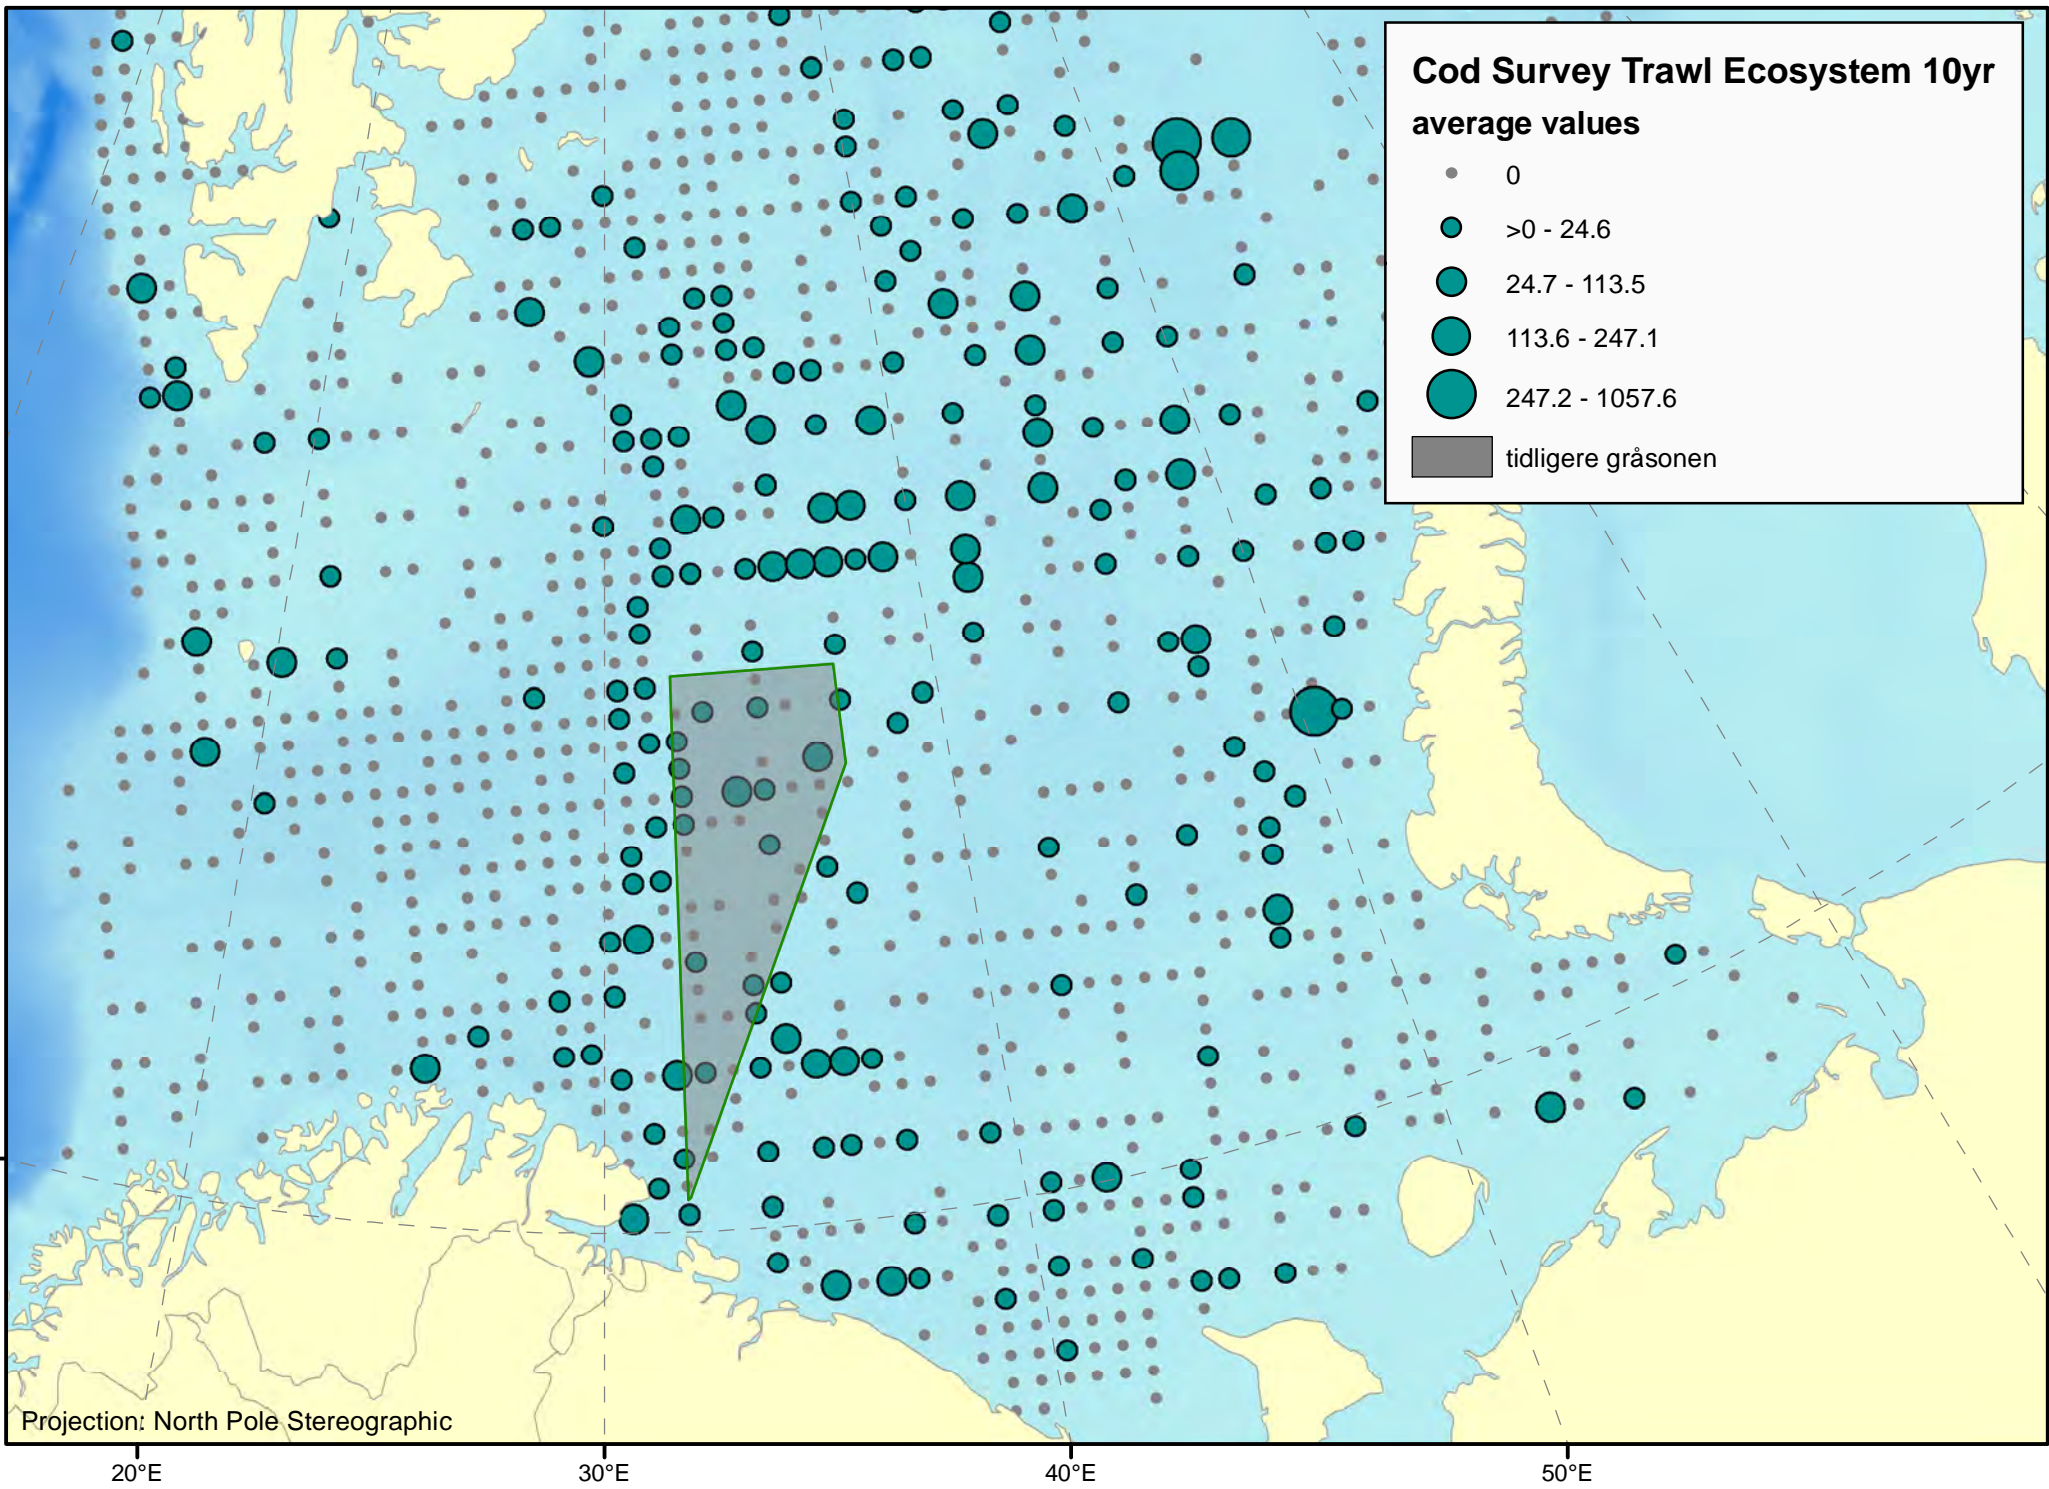 Cod Survey Trawl Ecosystem 10yr
average values
0
>0 - 24.6
24.7 - 113.5
113.6 - 247.1
247.2 - 1057.6
tidligere gråsonen
Projection: North Pole Stereographic
20°E
30°E
40°E
50°E